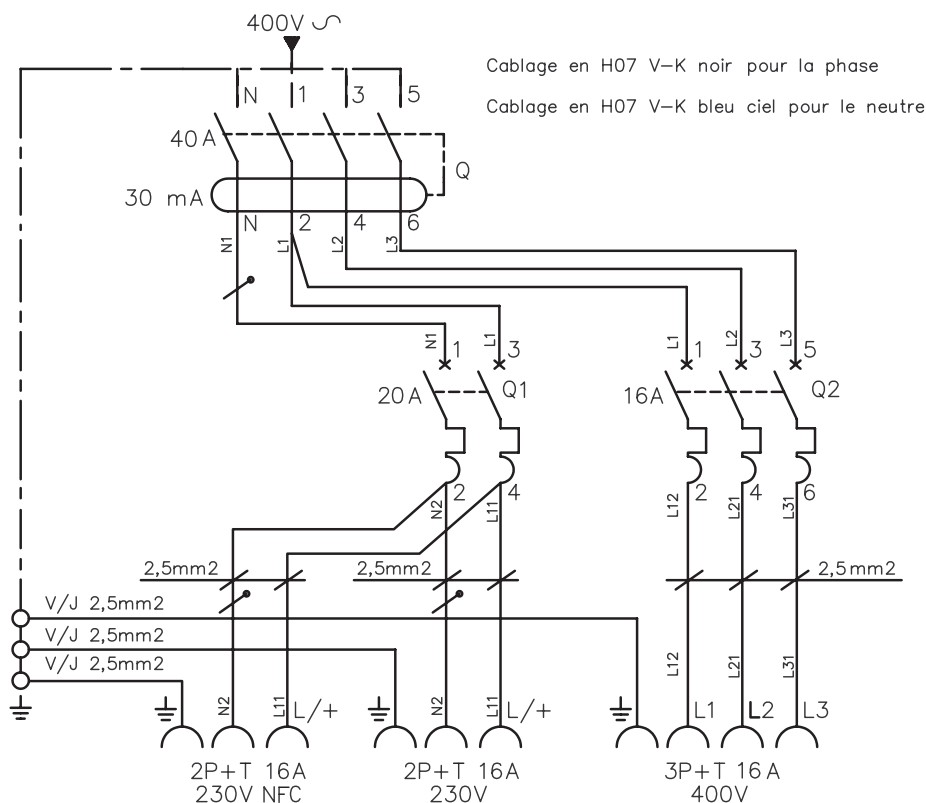 400V
Cablage en H07 V-K noir pour la phase
Cablage en H07 V-K bleu ciel pour le neutre
N 1 3 5
40A
Q
30 mA
N 2 4 6
N1 L1 L2 L3
N1 1 L1 3
L1 1 L2 3 L3 5
20A Q1
16A Q2
2 4
2 4 6
N2 L11
L12 L21 L31
2,5mm2 2,5mm2 2,5mm2
V/J 2,5mm2
V/J 2,5mm2
V/J 2,5mm2
L12 L21 L31
N2 L11 L/+
N2 L11 L/+
L1 L2 L3
2P+T 16A
230V NFC
2P+T 16A
230V
3P+T 16A
400V